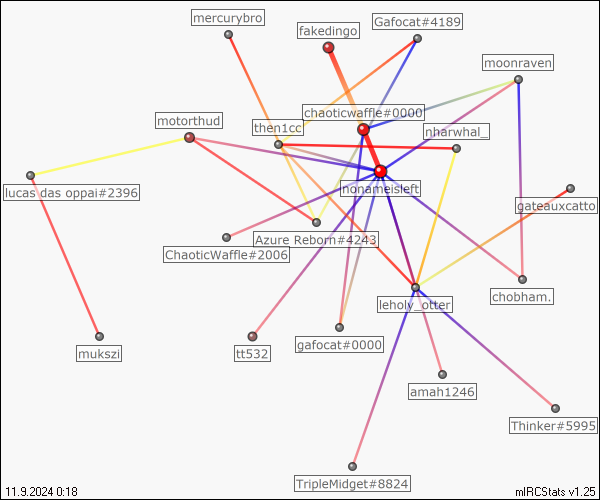 mercurybro
fakedingo
Gafocat#4189
moonraven
chaoticwaffle#0000
motorthud
then1cc
nharwhal_
lucas das oppai#2396
nonameisleft
gateauxcatto
Azure Reborn#4243
ChaoticWaffle#2006
chobham.
leholy_otter
mukszi
tt532
gafocat#0000
amah1246
Thinker#5995
TripleMidget#8824
11.9.2024 0:18
mIRCStats v1.25